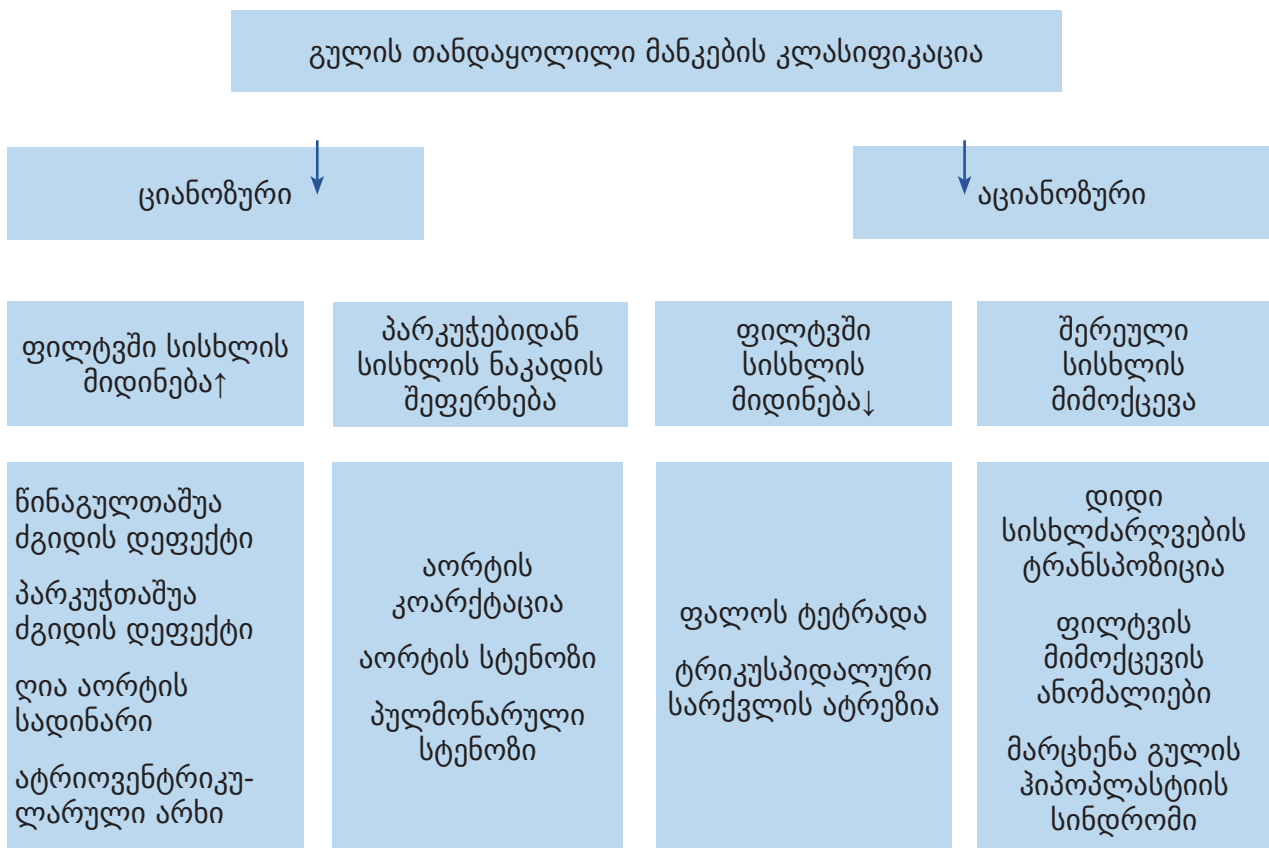 გულის თანდაყოლილი მანკების კლასიფიკაცია
ციანოზური
აციანოზური
ფილტვში სისხლის
მიდინება↑
პარკუჭებიდან
სისხლის ნაკადის
შეფერხება
ფილტვში
სისხლის
მიდინება↓
შერეული
სისხლის
მიმოქცევა
წინაგულთაშუა
ძგიდის დეფექტი
პარკუჭთაშუა
ძგიდის დეფექტი
ღია აორტის
სადინარი
ატრიოვენტრიკუ-
ლარული არხი
აორტის
კოარქტაცია
აორტის სტენოზი
პულმონარული
სტენოზი
ფალოს ტეტრადა
ტრიკუსპიდალური
სარქვლის ატრეზია
დიდი
სისხლძარღვების
ტრანსპოზიცია
ფილტვის
მიმოქცევის
ანომალიები
მარცხენა გულის
ჰიპოპლასტიის
სინდრომი